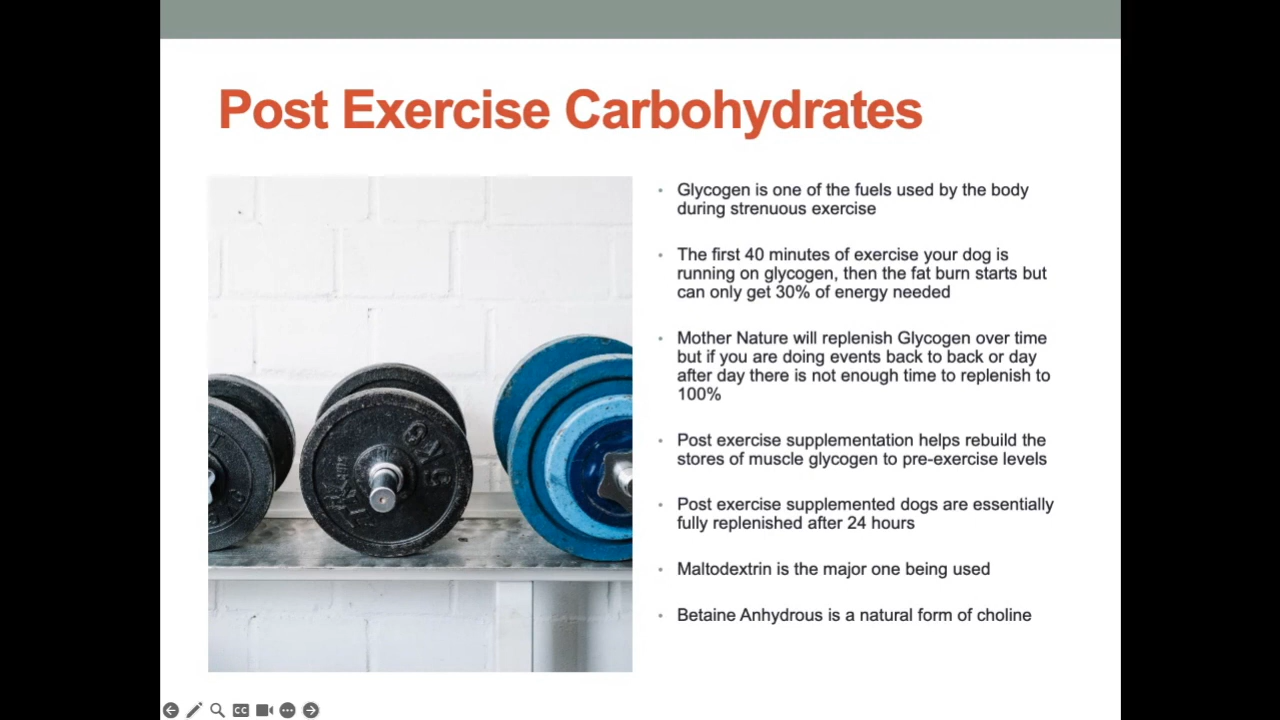 Post Exercise Carbohydrates
Glycogen is one of the fuels used by the body
during strenuous exercise
The first 40 minutes of exercise your dog is
running on glycogen, then the fat burn starts but
can only get 30% of energy needed
Mother Nature will replenish Glycogen over time
but if you are doing events back to back or day
after day there is not enough time to replenish to
100%
Post exercise supplementation helps rebuild the
stores of muscle glycogen to pre-exercise levels
Post exercise supplemented dogs are essentially
fully replenished after 24 hours
Maltodextrin is the major one being used
Betaine Anhydrous is a natural form of choline
CC